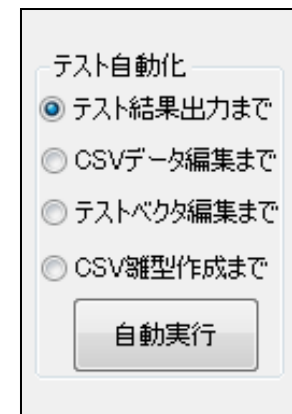 テスト自動化
テスト結果出力まで
CSVデータ編集まで
テストベクタ編集まで
CSV雛型作成まで
自動実行